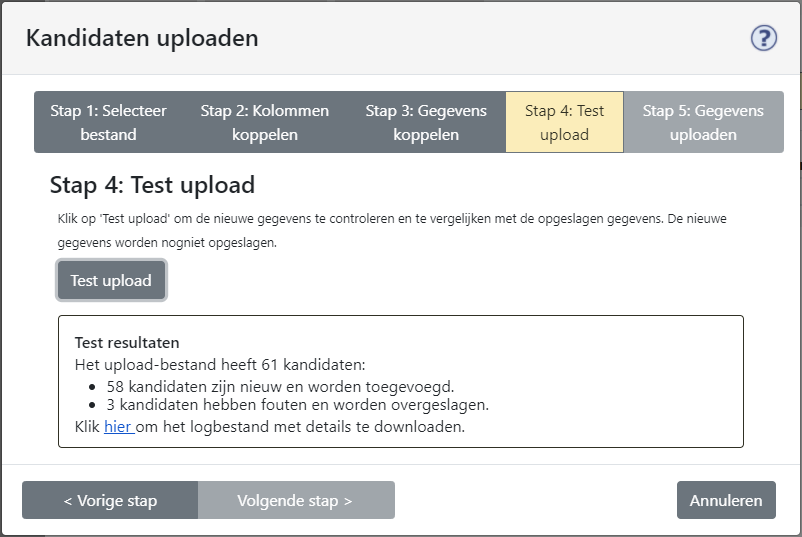 Kandidaten uploaden
?
Stap 1: Selecteer
bestand
Stap 2: Kolommen
koppelen
Stap 3: Gegevens
koppelen
Stap 4: Test
upload
Stap 5: Gegevens
uploaden
Stap 4: Test upload
Klik op 'Test upload' om de nieuwe gegevens te controleren en te vergelijken met de opgeslagen gegevens. De nieuwe
gegevens worden nogniet opgeslagen.
Test upload
Test resultaten
Het upload-bestand heeft 61 kandidaten:
• 58 kandidaten zijn nieuw en worden toegevoegd.
• 3 kandidaten hebben fouten en worden overgeslagen.
Klik hier om het logbestand met details te downloaden.
< Vorige stap
Volgende stap >
Annuleren